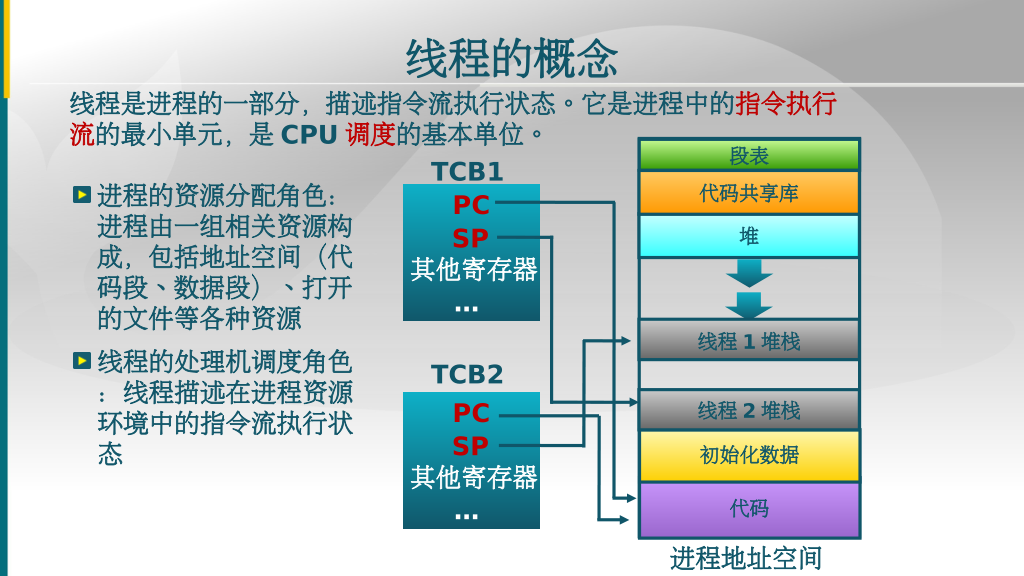 线程的概念
线程是进程的一部分，描述指令流执行状态。它是进程中的指令执行
流的最小单元，是 CPU 调度的基本单位。
进程的资源分配角色：
进程由一组相关资源构
成，包括地址空间（代
码段、数据段）、打开
的文件等各种资源
线程的处理机调度角色
：线程描述在进程资源
环境中的指令流执行状
态
TCB1
PC
SP
其他寄存器
...
TCB2
PC
SP
其他寄存器
...
段表
代码共享库
堆
线程 1 堆栈
线程 2 堆栈
初始化数据
代码
进程地址空间